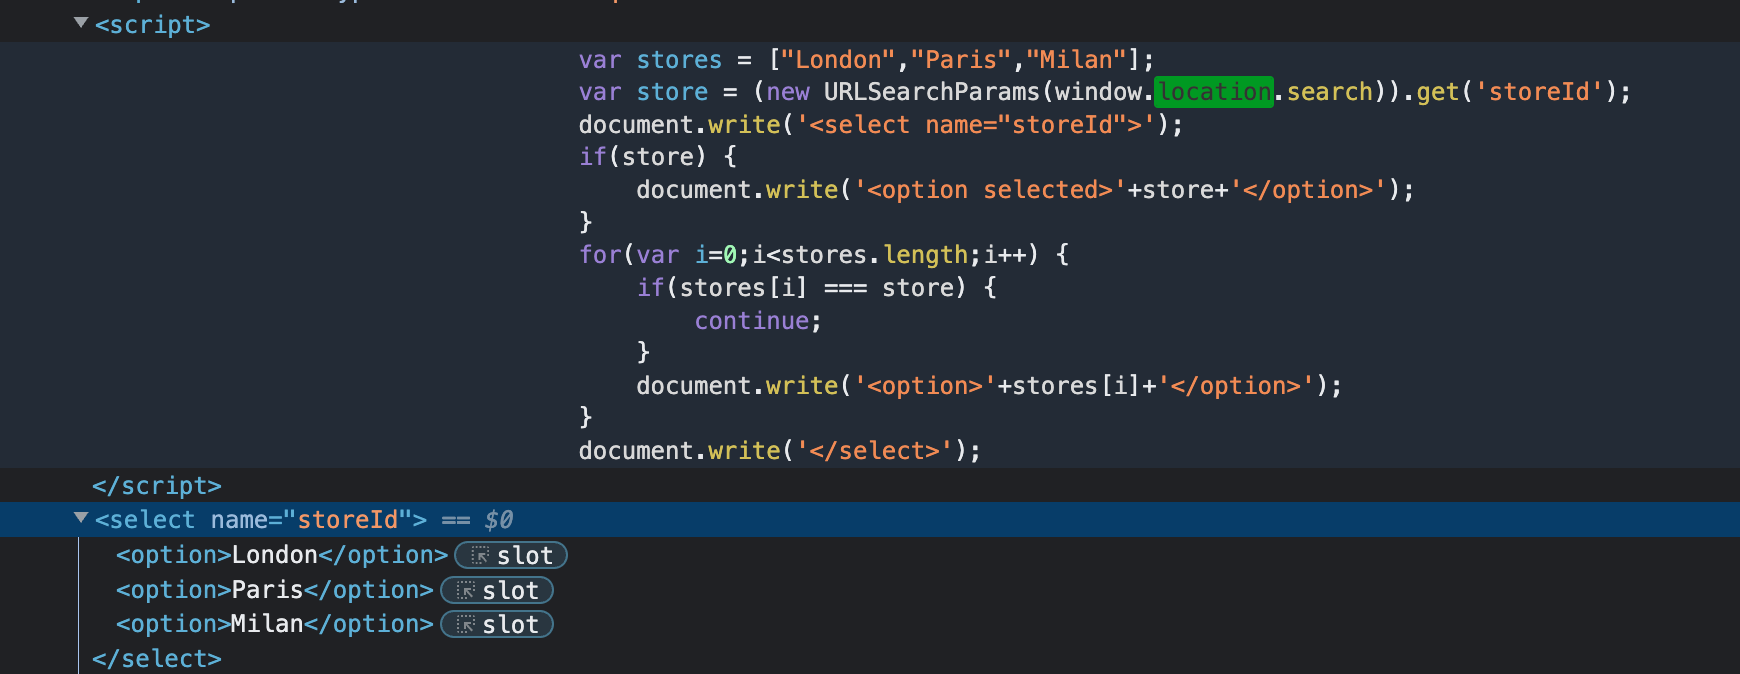 <script>
var stores = ["London","Paris","Milan"];
var store = (new URLSearchParams(window.location.search)).get('storeId');
document.write('<select name="storeId">');
if(store) {
document.write('<option selected>'+store+'</option>');
}
for(var i=0;i<stores.length;i++) {
if(stores[i] === store) {
continue;
}
document.write('<option>'+stores[i]+'</option>');
}
document.write('</select>');
</script>
<select name="storeId"> == $0
<option>London</option> slot
<option>Paris</option> slot
<option>Milan</option> slot
</select>